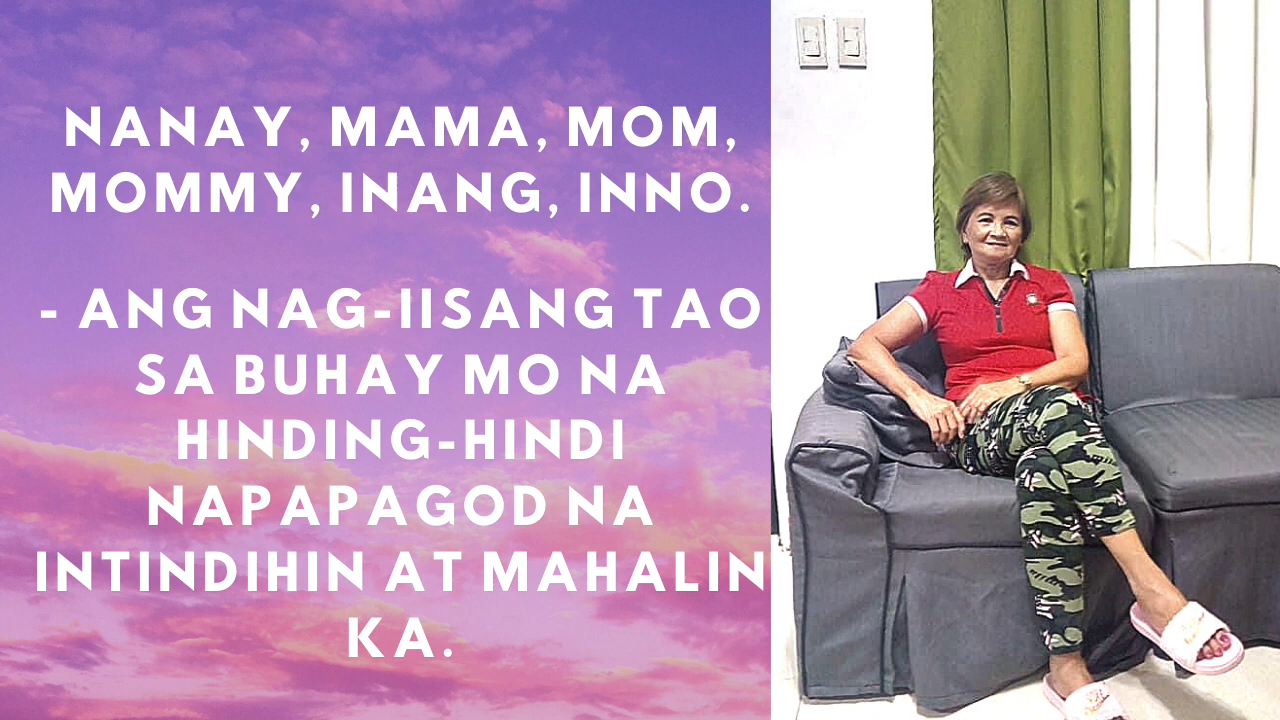 NANAY, MAMA, MOM,
MOMMY, INANG, INNO.
- ANG NAG-IISANG TAO
SA BUHAY MO NA
HINDING-HINDI
NAPAPAGOD NA
INTINDIHIN AT MAHALIN
KA.